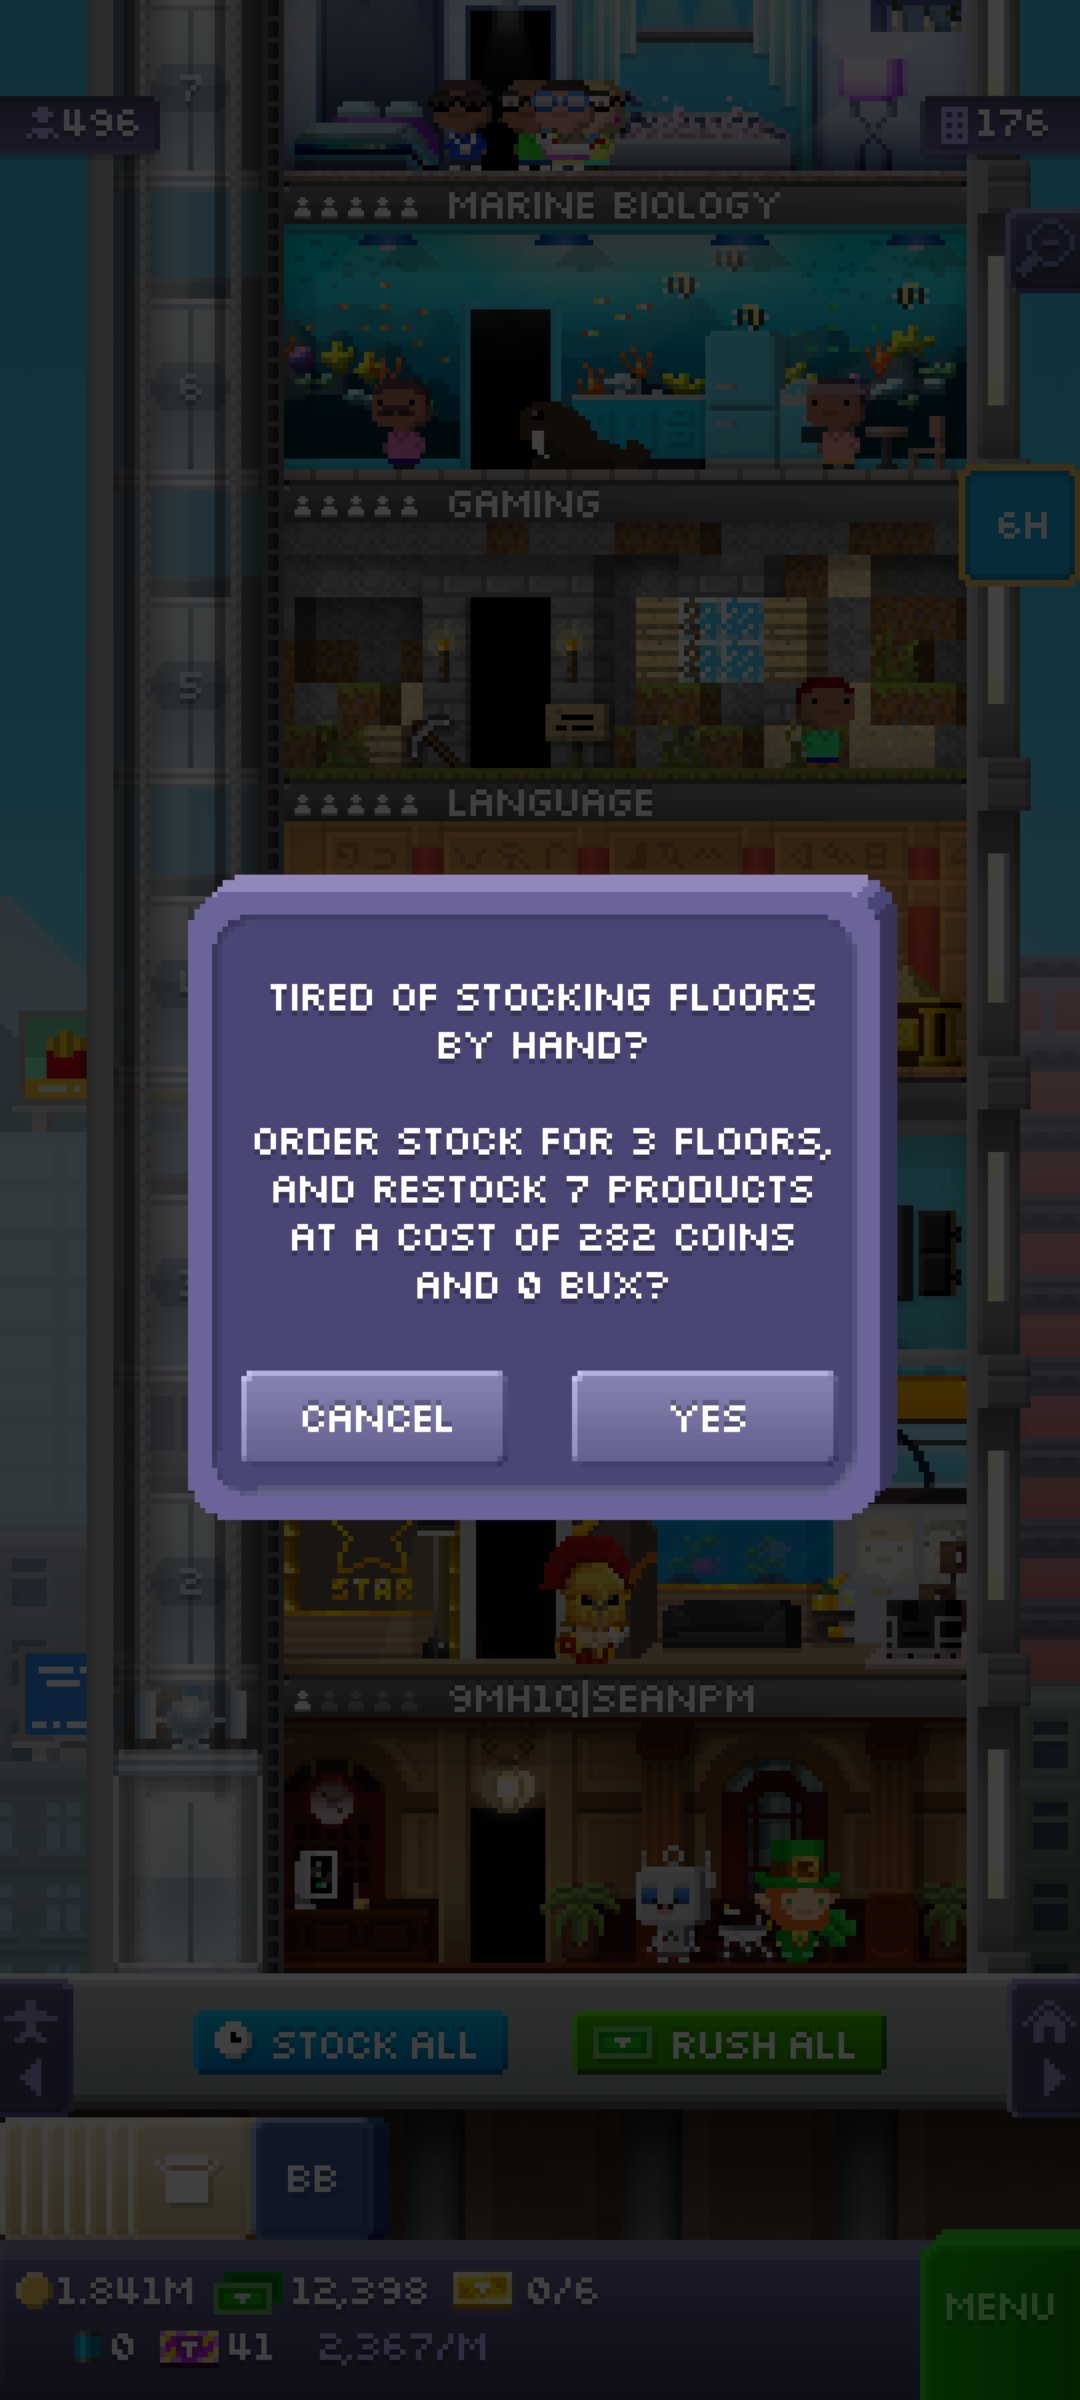 7
496
176
MARINE BIOLOGY
6
GAMING
6H
5
LANGUAGE
TIRED OF STOCKING FLOORS
BY HAND?
ORDER STOCK FOR 3 FLOORS,
AND RESTOCK 7 PRODUCTS
AT A COST OF 282 COINS
AND 0 BUX?
CANCEL
YES
2
STAR
9MH1Q|SEANPM
STOCK ALL
RUSH ALL
BB
1.841M
12,398
0/6
MENU
0
41
2,367/M